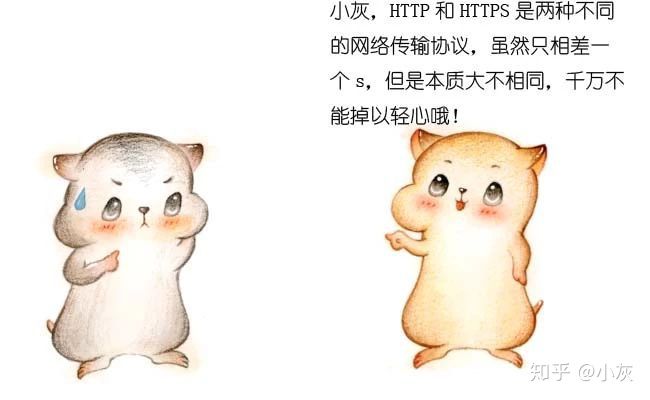 小灰，HTTP 和 HTTPS 是两种不同
的网络传输协议，虽然只相差一
个 s，但是本质大不相同，千万不
能掉以轻心哦！
知乎 @小灰